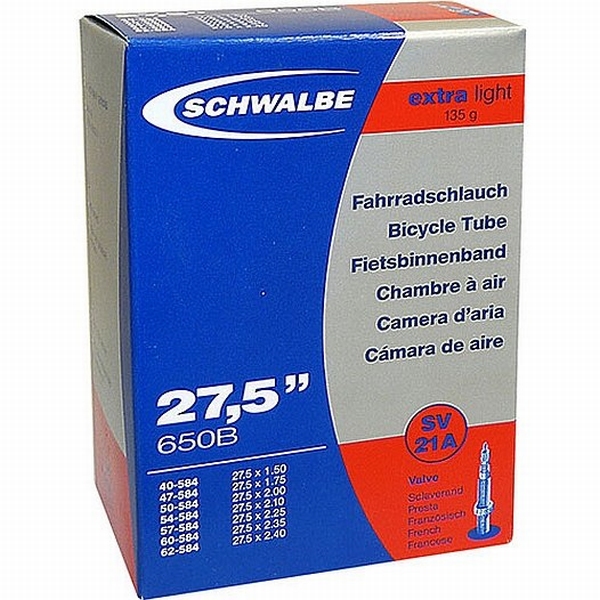 SCHWALBE
extra light
135 g
Fahrradschlauch
Bicycle Tube
Fietsbinnenband
Chambre à air
Camera d'aria
Cámara de aire
27,5"
650B
40-584 27.5 x 1.50
47-584 27.5 x 1.75
50-584 27.5 x 2.00
54-584 27.5 x 2.10
57-584 27.5 x 2.25
60-584 27.5 x 2.35
62-584 27.5 x 2.40
SV
21A
Valve
Sclaverand
Presta
Französisch
French
Francese